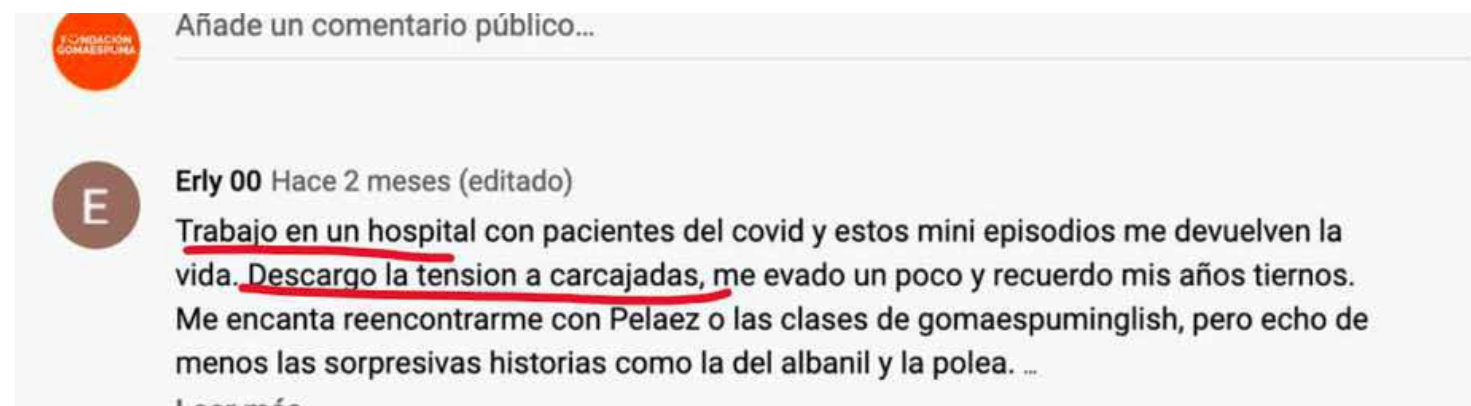 FUNDACIÓN
GOMAESPUMA
Añade un comentario público...
E
Erly 00 Hace 2 meses (editado)
Trabajo en un hospital con pacientes del covid y estos mini episodios me devuelven la
vida. Descargo la tension a carcajadas, me evado un poco y recuerdo mis años tiernos.
Me encanta reencontrarme con Pelaez o las clases de gomaespuminglish, pero echo de
menos las sorpresivas historias como la del albanil y la polea. ...